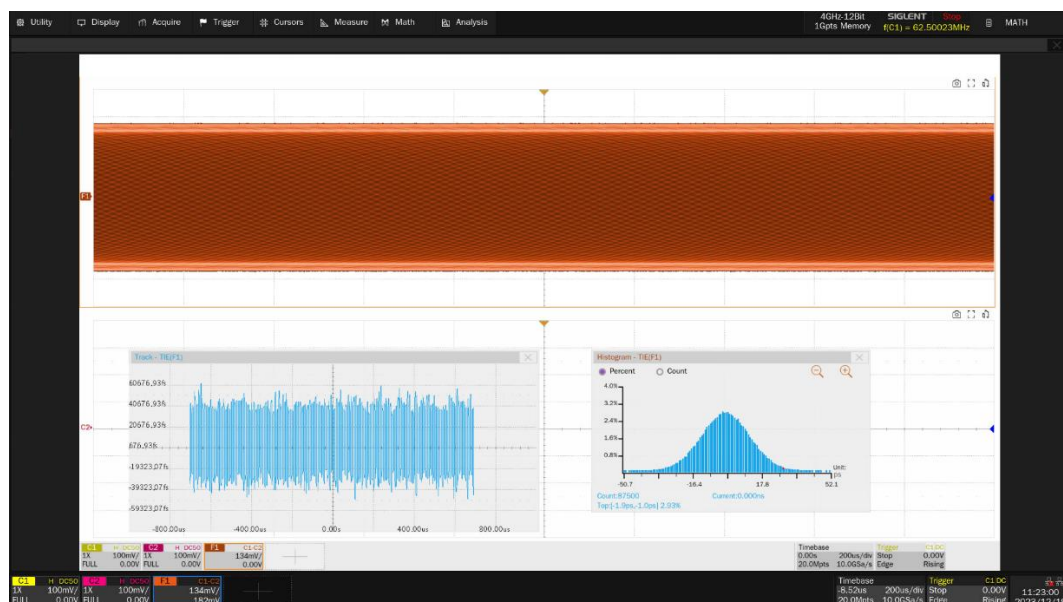 Utility Display Acquire Trigger Cursors Measure Math Analysis
4GHz-12Bit SIGLENT Stop
1Gpts Memory f(C1) = 62.50023MHz MATH
F1
C2
Track - TIE(F1)
60676.93fs
40676.93fs
20676.93fs
676.93fs
-19323.07fs
-39323.07fs
-59323.07fs
-800.00us -400.00us 0.00s 400.00us 800.00us
Histogram - TIE(F1)
Percent Count
4.0%
3.2%
2.4%
1.6%
0.8%
Unit:
ps
-50.7 -16.4 17.8 52.1
Count:87500 Current:0.000ns
Top:[-1.0ps,-1.0ps] 2.93%
C1 H DC50 C2 H DC50 F1 C1-C2
1X 100mV/ 1X 100mV/ 134mV/
FULL 0.00V FULL 0.00V 0.00V
Timebase Trigger C1 DC
0.00s 200us/div Stop 0.00V
20.0Mpts 10.0GSa/s Edge Rising
C1 H DC50 C2 H DC50 F1 C1-C2
1X 100mV/ 1X 100mV/ 134mV/
FULL 0.00V FULL 0.00V 182mV
Timebase Trigger C1 DC
-8.52us 200us/div Stop 0.00V
20.0Mpts 10.0GSa/s Edge Rising
11:23:00